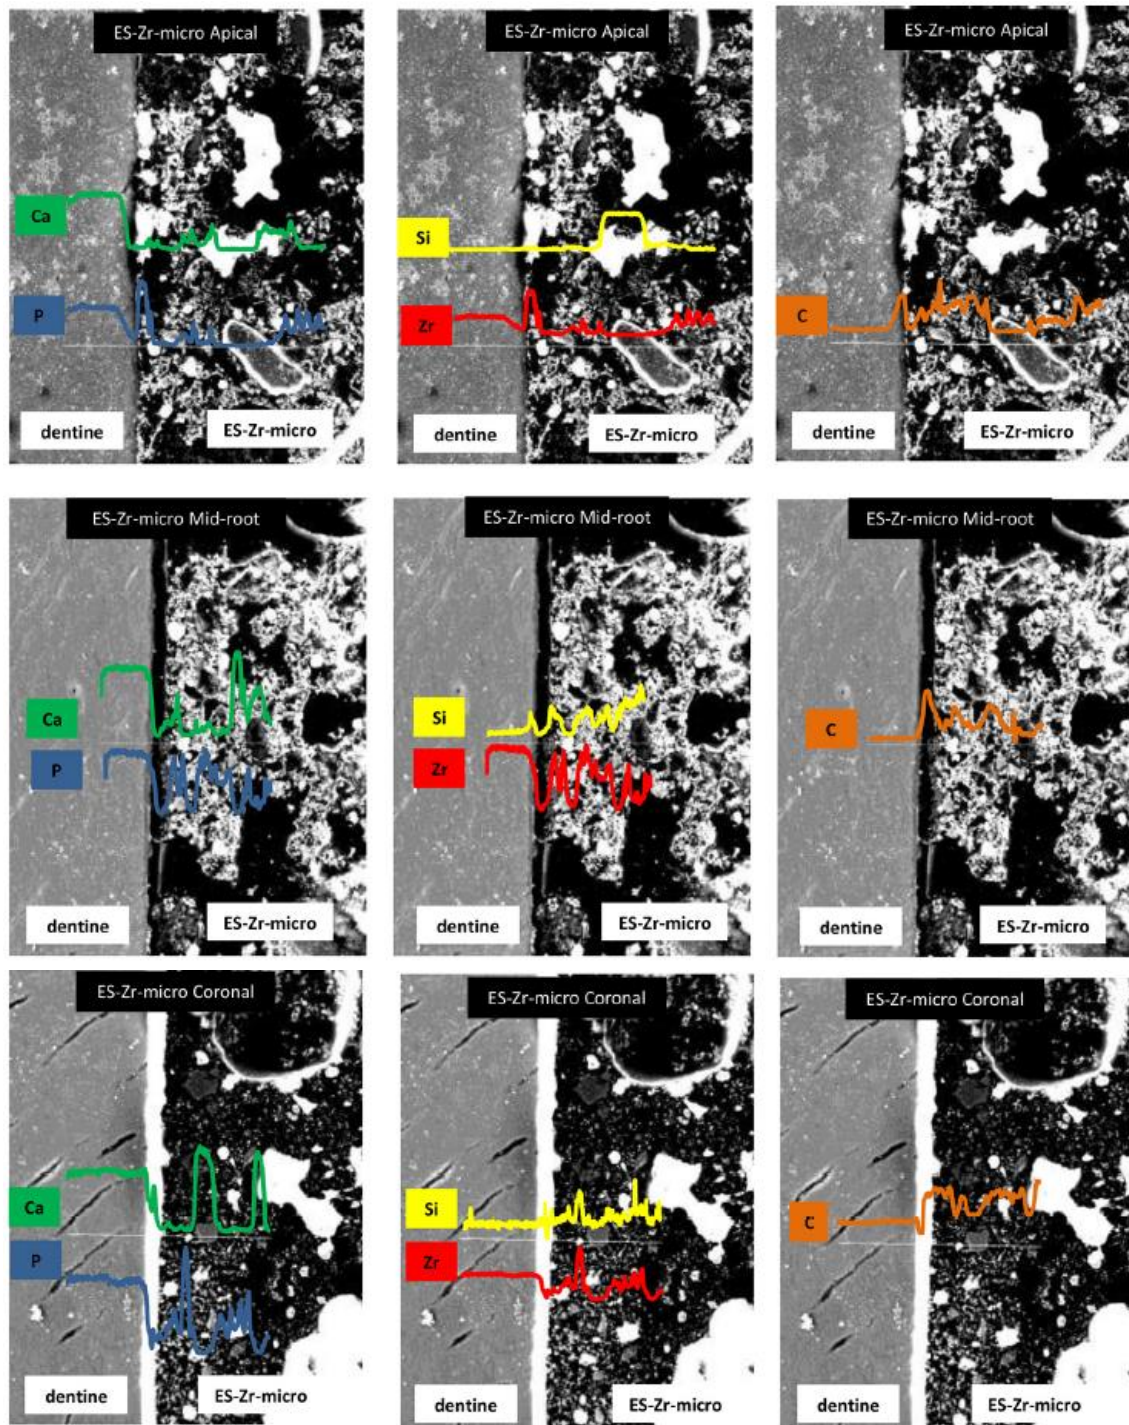 ES-Zr-micro Apical
Ca
P
dentine
ES-Zr-micro
ES-Zr-micro Apical
Si
Zr
dentine
ES-Zr-micro
ES-Zr-micro Apical
C
dentine
ES-Zr-micro
ES-Zr-micro Mid-root
Ca
P
dentine
ES-Zr-micro
ES-Zr-micro Mid-root
Si
Zr
dentine
ES-Zr-micro
ES-Zr-micro Mid-root
C
dentine
ES-Zr-micro
ES-Zr-micro Coronal
Ca
P
dentine
ES-Zr-micro
ES-Zr-micro Coronal
Si
Zr
dentine
ES-Zr-micro
ES-Zr-micro Coronal
C
dentine
ES-Zr-micro